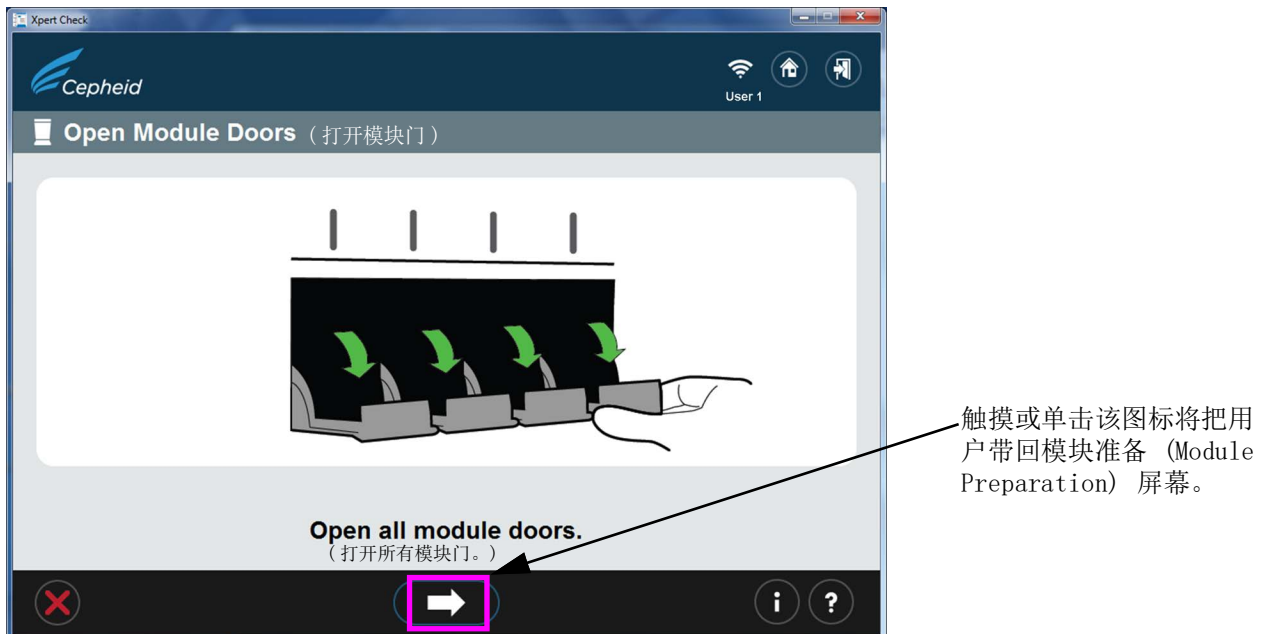 Xpert Check
Cepheid
User 1
Open Module Doors (打开模块门)
Open all module doors.
(打开所有模块门。)
i ?
触摸或单击该图标将把用
户带回模块准备 (Module
Preparation) 屏幕。